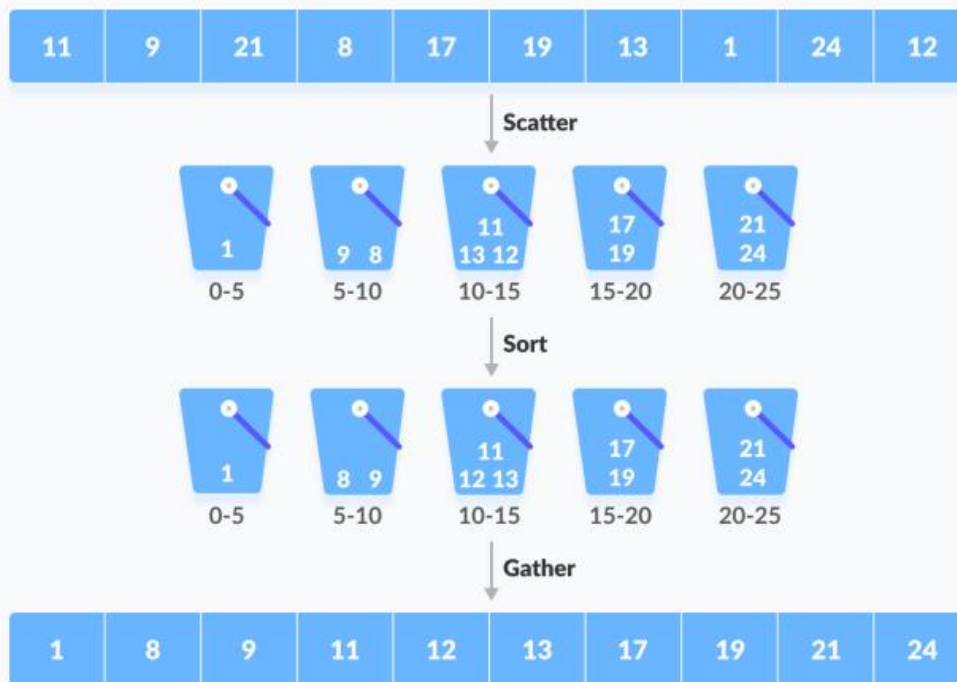 11 9 21 8 17 19 13 1 24 12
Scatter
1 9 8 11 13 12 17 19 21 24
0-5 5-10 10-15 15-20 20-25
Sort
1 8 9 11 12 13 17 19 21 24
0-5 5-10 10-15 15-20 20-25
Gather
1 8 9 11 12 13 17 19 21 24